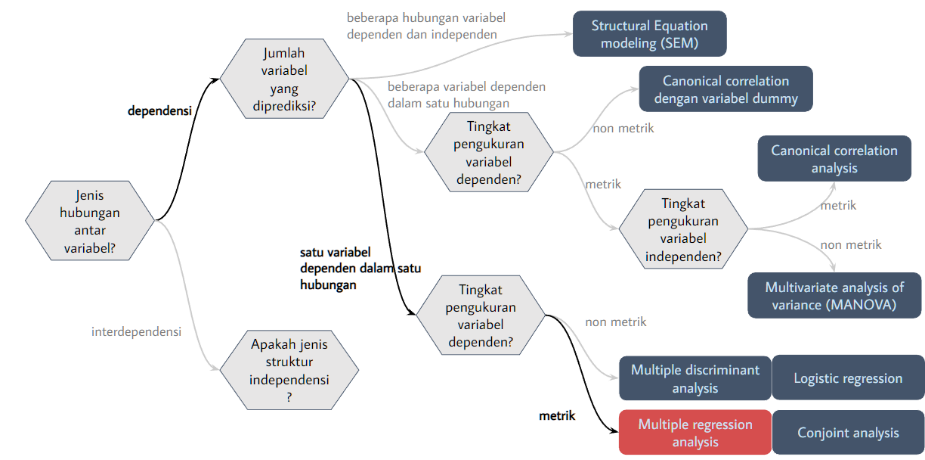 beberapa hubungan variabel
dependen dan independen
Structural Equation
modeling (SEM)
Jumlah
variabel
yang
diprediksi?
beberapa variabel dependen
dalam satu hubungan
Canonical correlation
dengan variabel dummy
dependensi
Tingkat
pengukuran
variabel
dependen?
non metrik
Canonical correlation
analysis
metrik
Jenis
hubungan
antar
variabel?
Tingkat
pengukuran
variabel
independen?
metrik
non metrik
satu variabel
dependen dalam satu
hubungan
Multivariate analysis of
variance (MANOVA)
Tingkat
pengukuran
variabel
dependen?
non metrik
interdependensi
Apakah jenis
struktur
independensi
?
Multiple discriminant
analysis
Logistic regression
metrik
Multiple regression
analysis
Conjoint analysis